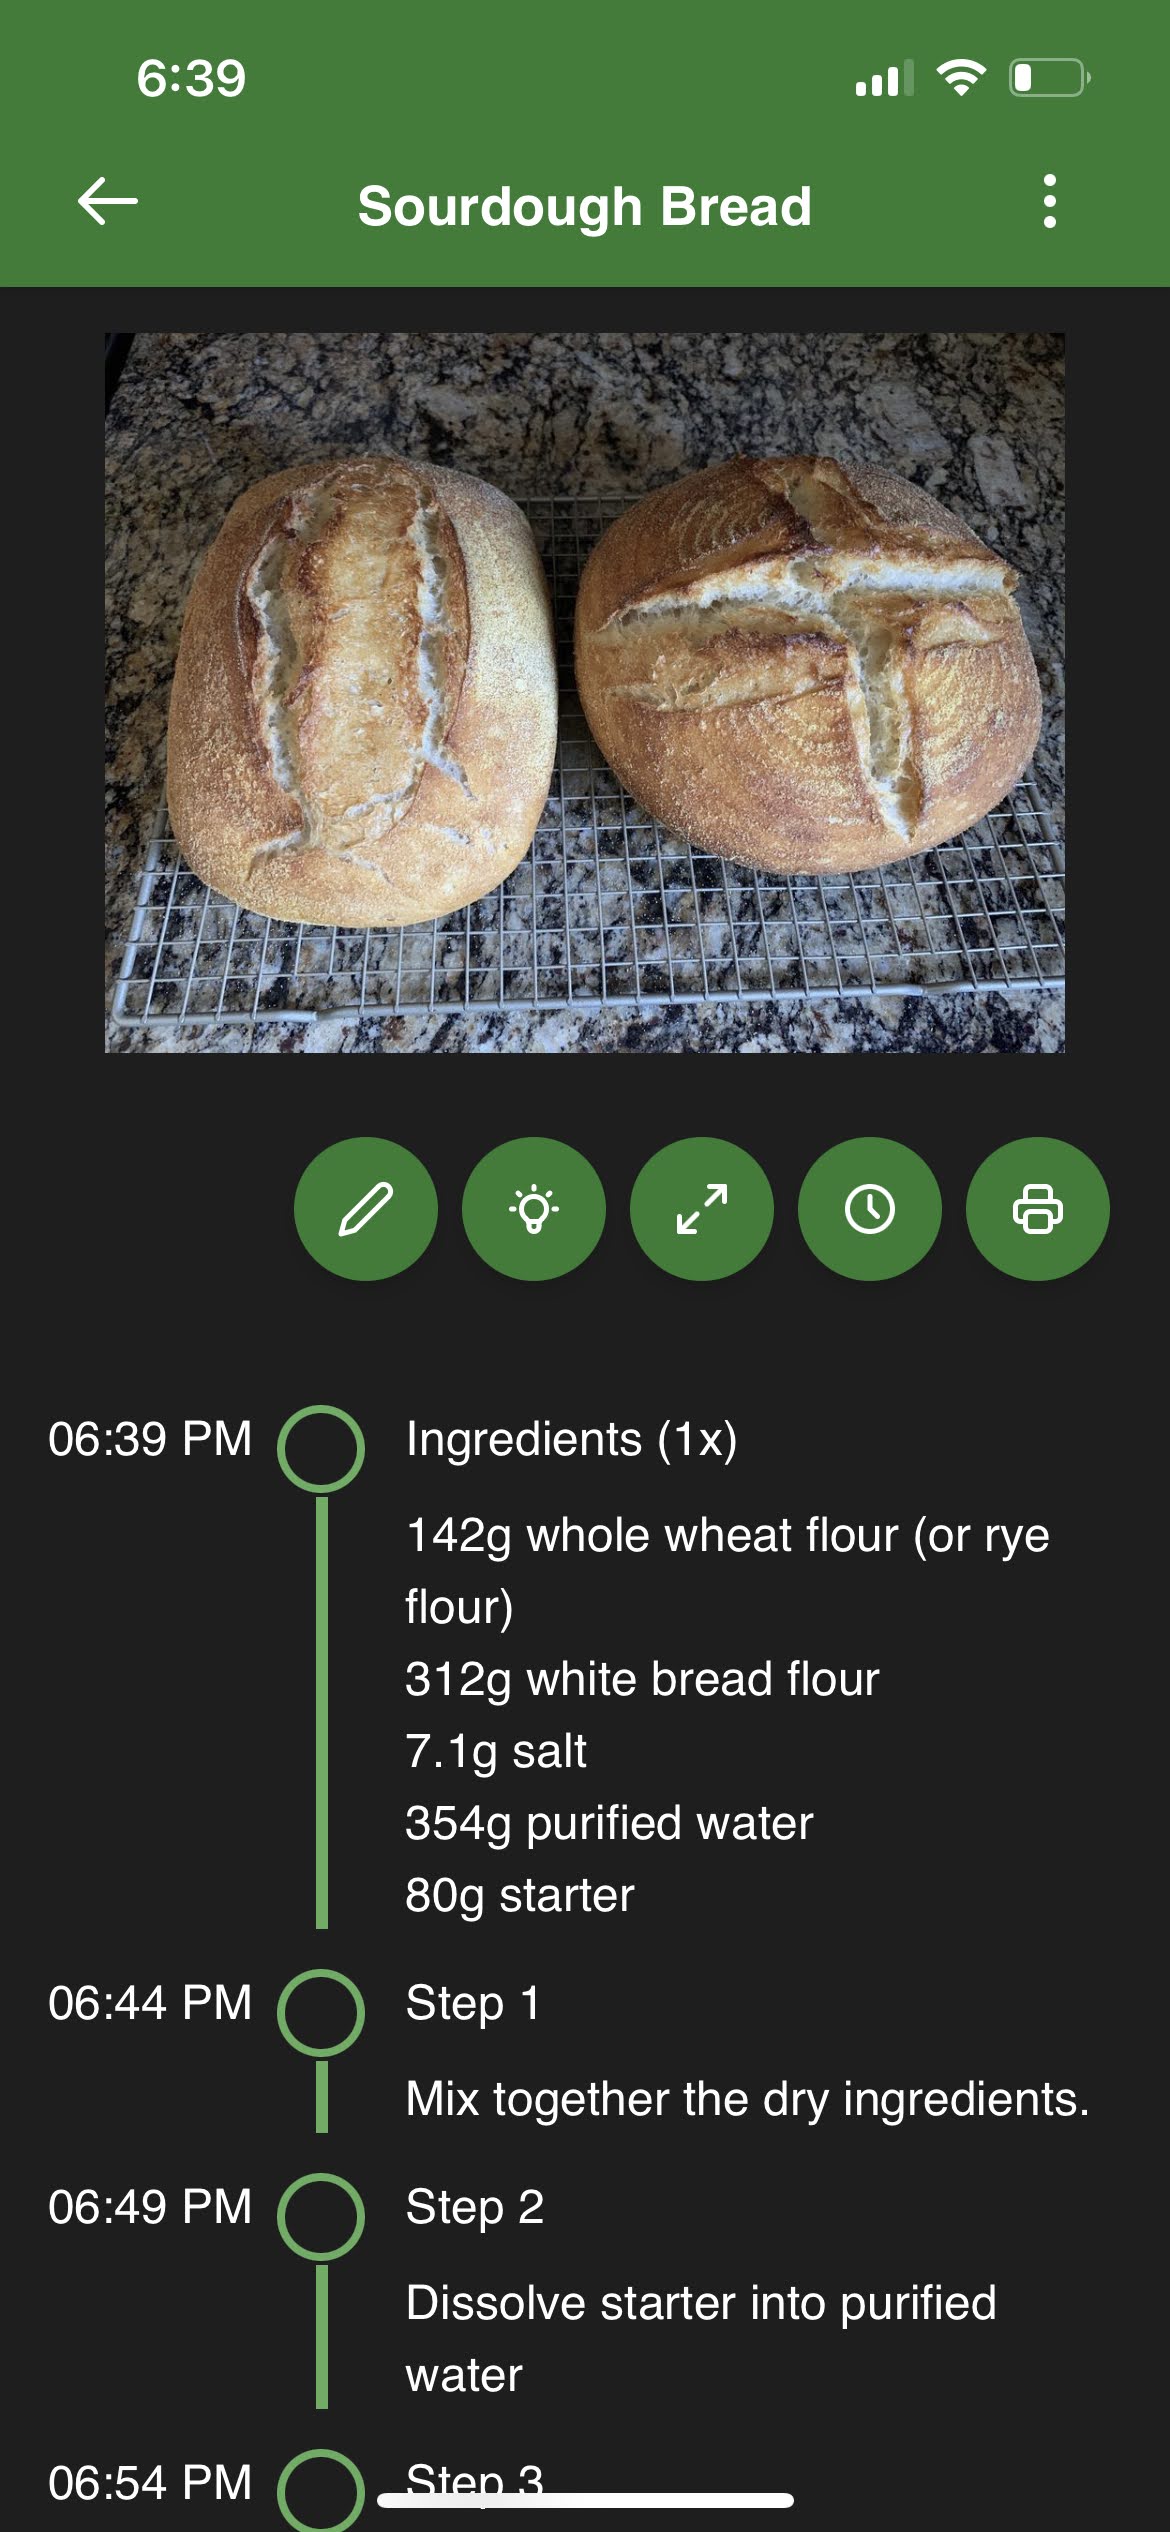 6:39
Sourdough Bread
06:39 PM
Ingredients (1x)
142g whole wheat flour (or rye
flour)
312g white bread flour
7.1g salt
354g purified water
80g starter
06:44 PM
Step 1
Mix together the dry ingredients.
06:49 PM
Step 2
Dissolve starter into purified
water
06:54 PM
Step 3